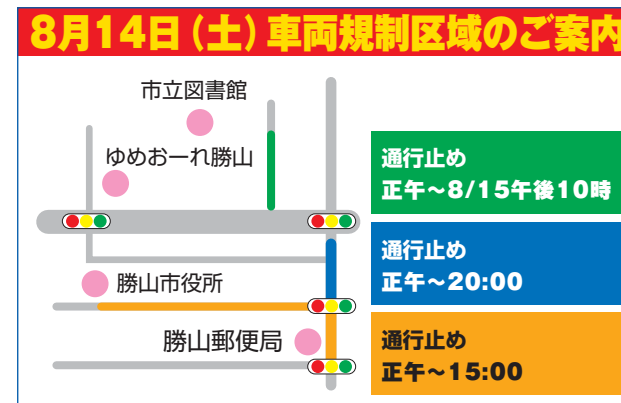 8月14日(土)車両規制区域のご案内
市立図書館
ゆめおーれ勝山
勝山市役所
勝山郵便局
通行止め
正午～8/15午後10時
通行止め
正午～20:00
通行止め
正午～15:00